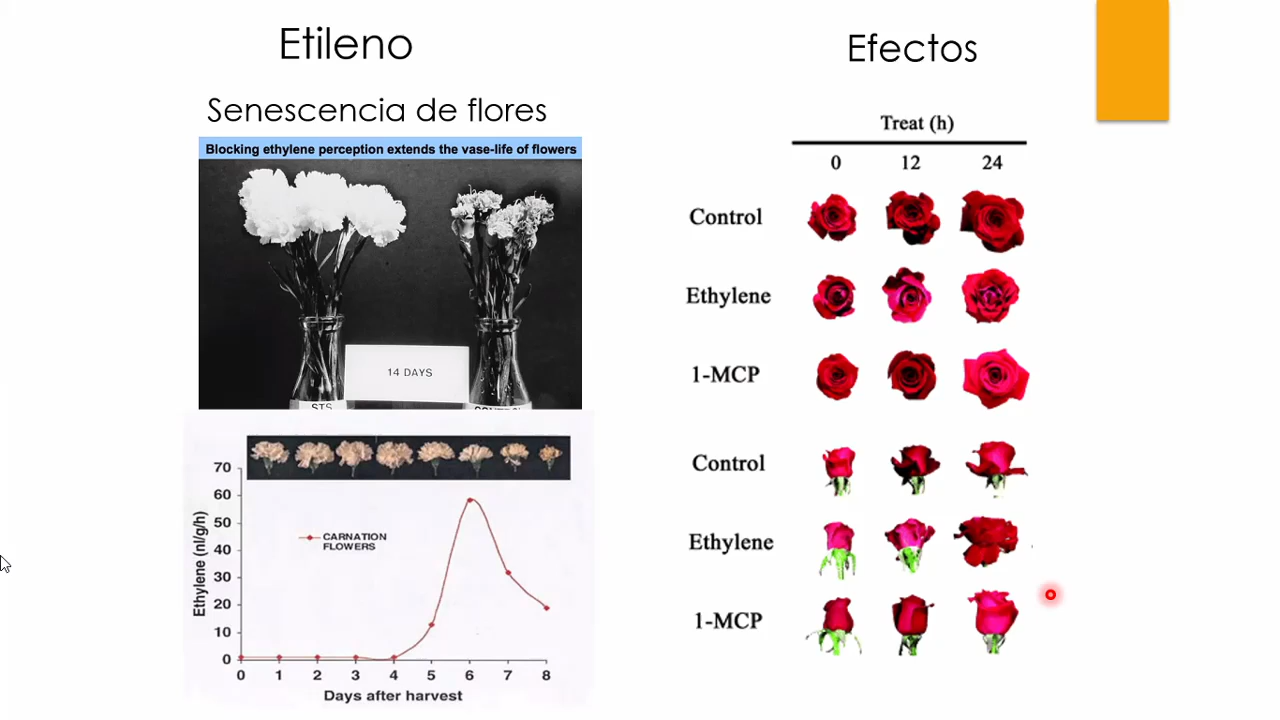 Etileno
Efectos
Senescencia de flores
Blocking ethylene perception extends the vase-life of flowers
14 DAYS
STS
CONTROL
70
60
50
40
30
20
10
0
Ethylene (nl/g/h)
CARNATION
FLOWERS
0 1 2 3 4 5 6 7 8
Days after harvest
Treat (h)
0 12 24
Control
Ethylene
1-MCP
Control
Ethylene
1-MCP